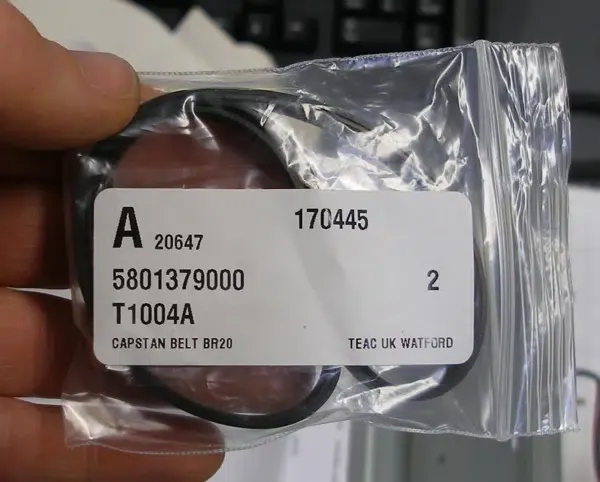 A 20647 170445
5801379000 2
T1004A
CAPSTAN BELT BR20 TEAC UK WATFORD